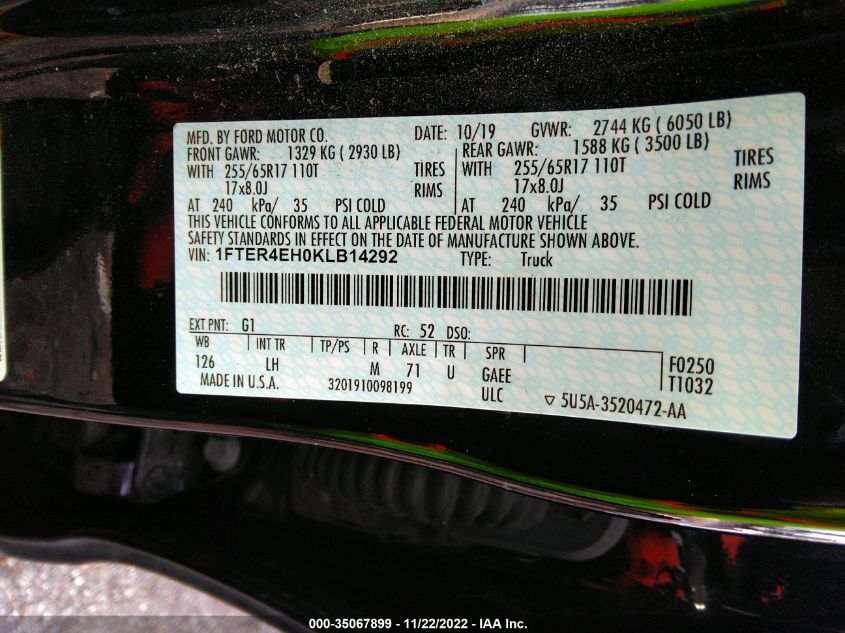 MFD. BY FORD MOTOR CO. DATE: 10/19 GVWR: 2744 KG ( 6050 LB)
FRONT GAWR: 1329 KG ( 2930 LB) REAR GAWR: 1588 KG ( 3500 LB)
WITH 255/65R17 110T TIRES WITH 255/65R17 110T TIRES
17x8.0J RIMS 17x8.0J RIMS
AT 240 kPa/ 35 PSI COLD AT 240 kPa/ 35 PSI COLD
THIS VEHICLE CONFORMS TO ALL APPLICABLE FEDERAL MOTOR VEHICLE
SAFETY STANDARDS IN EFFECT ON THE DATE OF MANUFACTURE SHOWN ABOVE.
VIN: 1FTER4EH0KLB14292 TYPE: Truck
EXT PNT: G1 RC: 52 DSO:
WB INT TR TP/PS R AXLE TR SPR F0250
126 LH M 71 U GAEE T1032
MADE IN U.S.A. 3201910098199 ULC ▽ 5U5A-3520472-AA
000-35067899 - 11/22/2022 - IAA Inc.